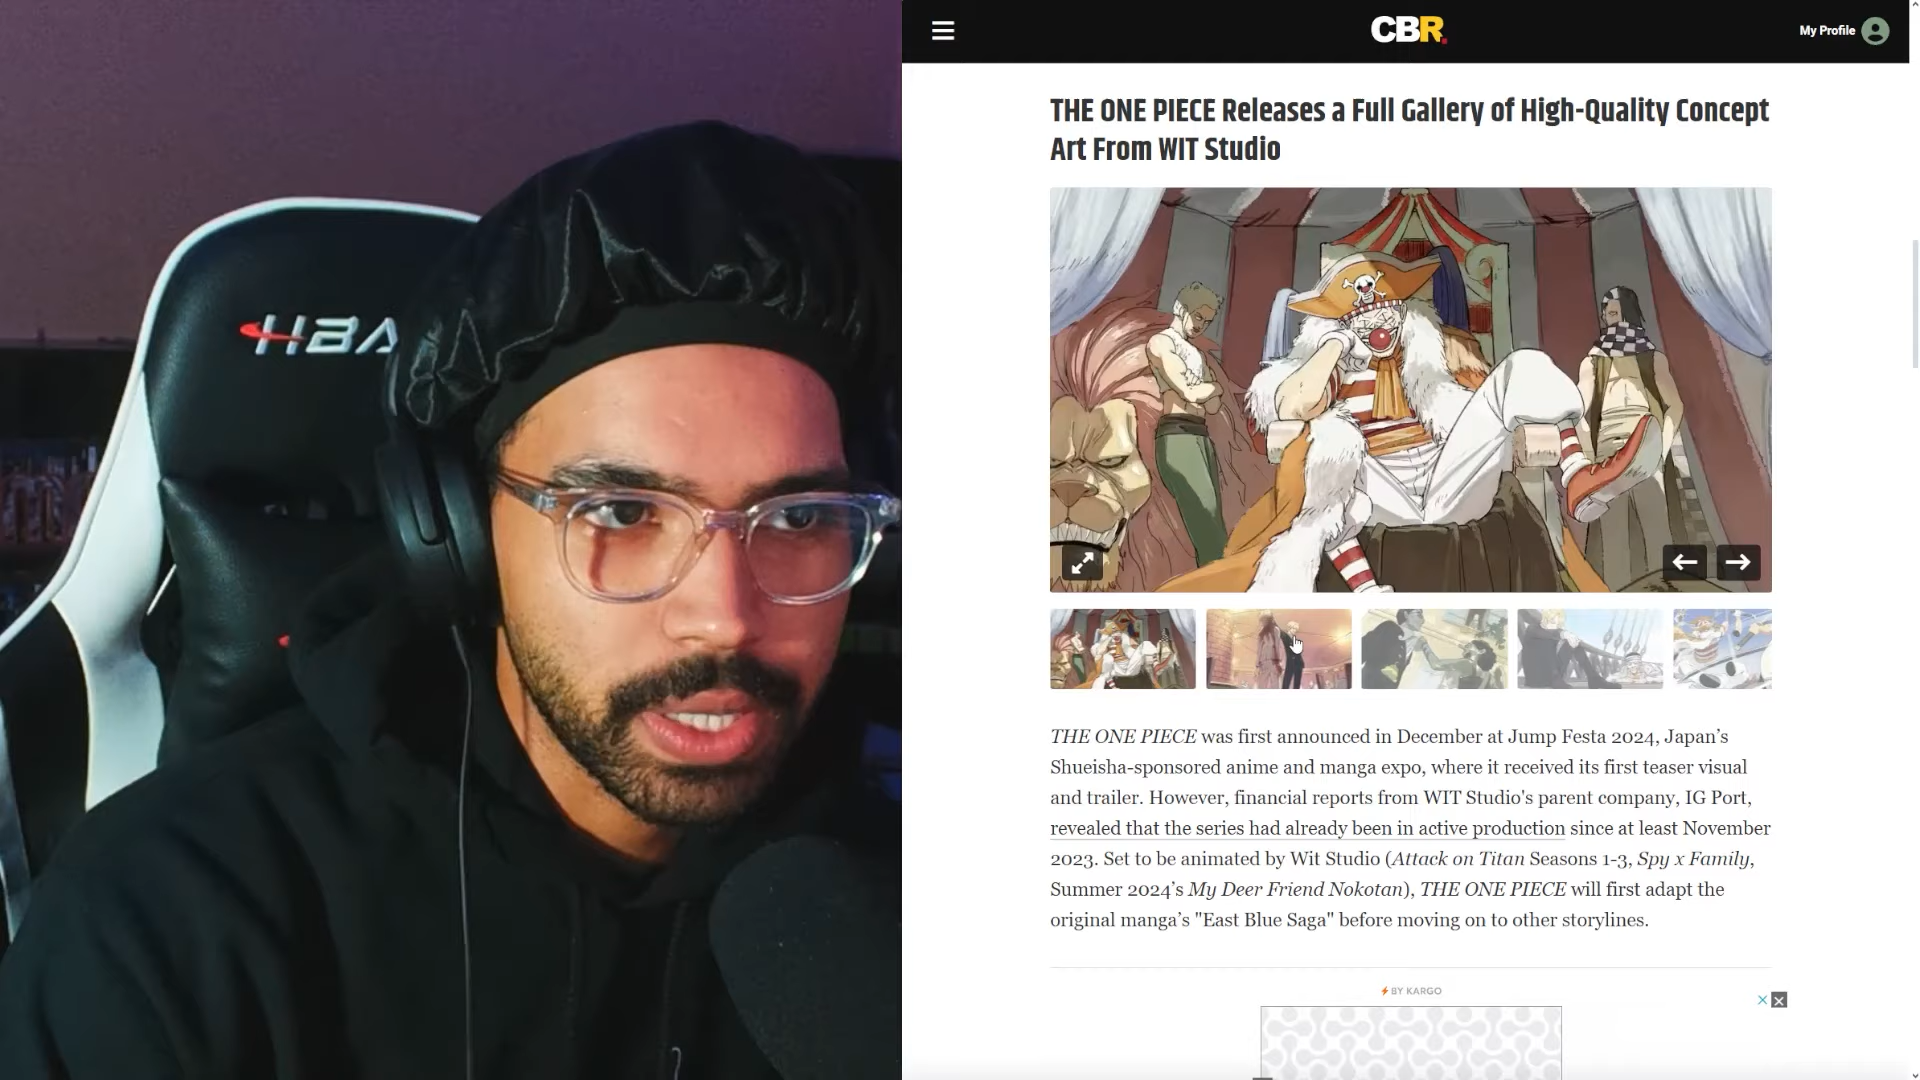 HBA
CBR.
My Profile
THE ONE PIECE Releases a Full Gallery of High-Quality Concept
Art From WIT Studio
THE ONE PIECE was first announced in December at Jump Festa 2024, Japan’s
Shueisha-sponsored anime and manga expo, where it received its first teaser visual
and trailer. However, financial reports from WIT Studio's parent company, IG Port,
revealed that the series had already been in active production since at least November
2023. Set to be animated by Wit Studio (Attack on Titan Seasons 1-3, Spy x Family,
Summer 2024’s My Deer Friend Nokotan), THE ONE PIECE will first adapt the
original manga’s "East Blue Saga" before moving on to other storylines.
BY KARGO